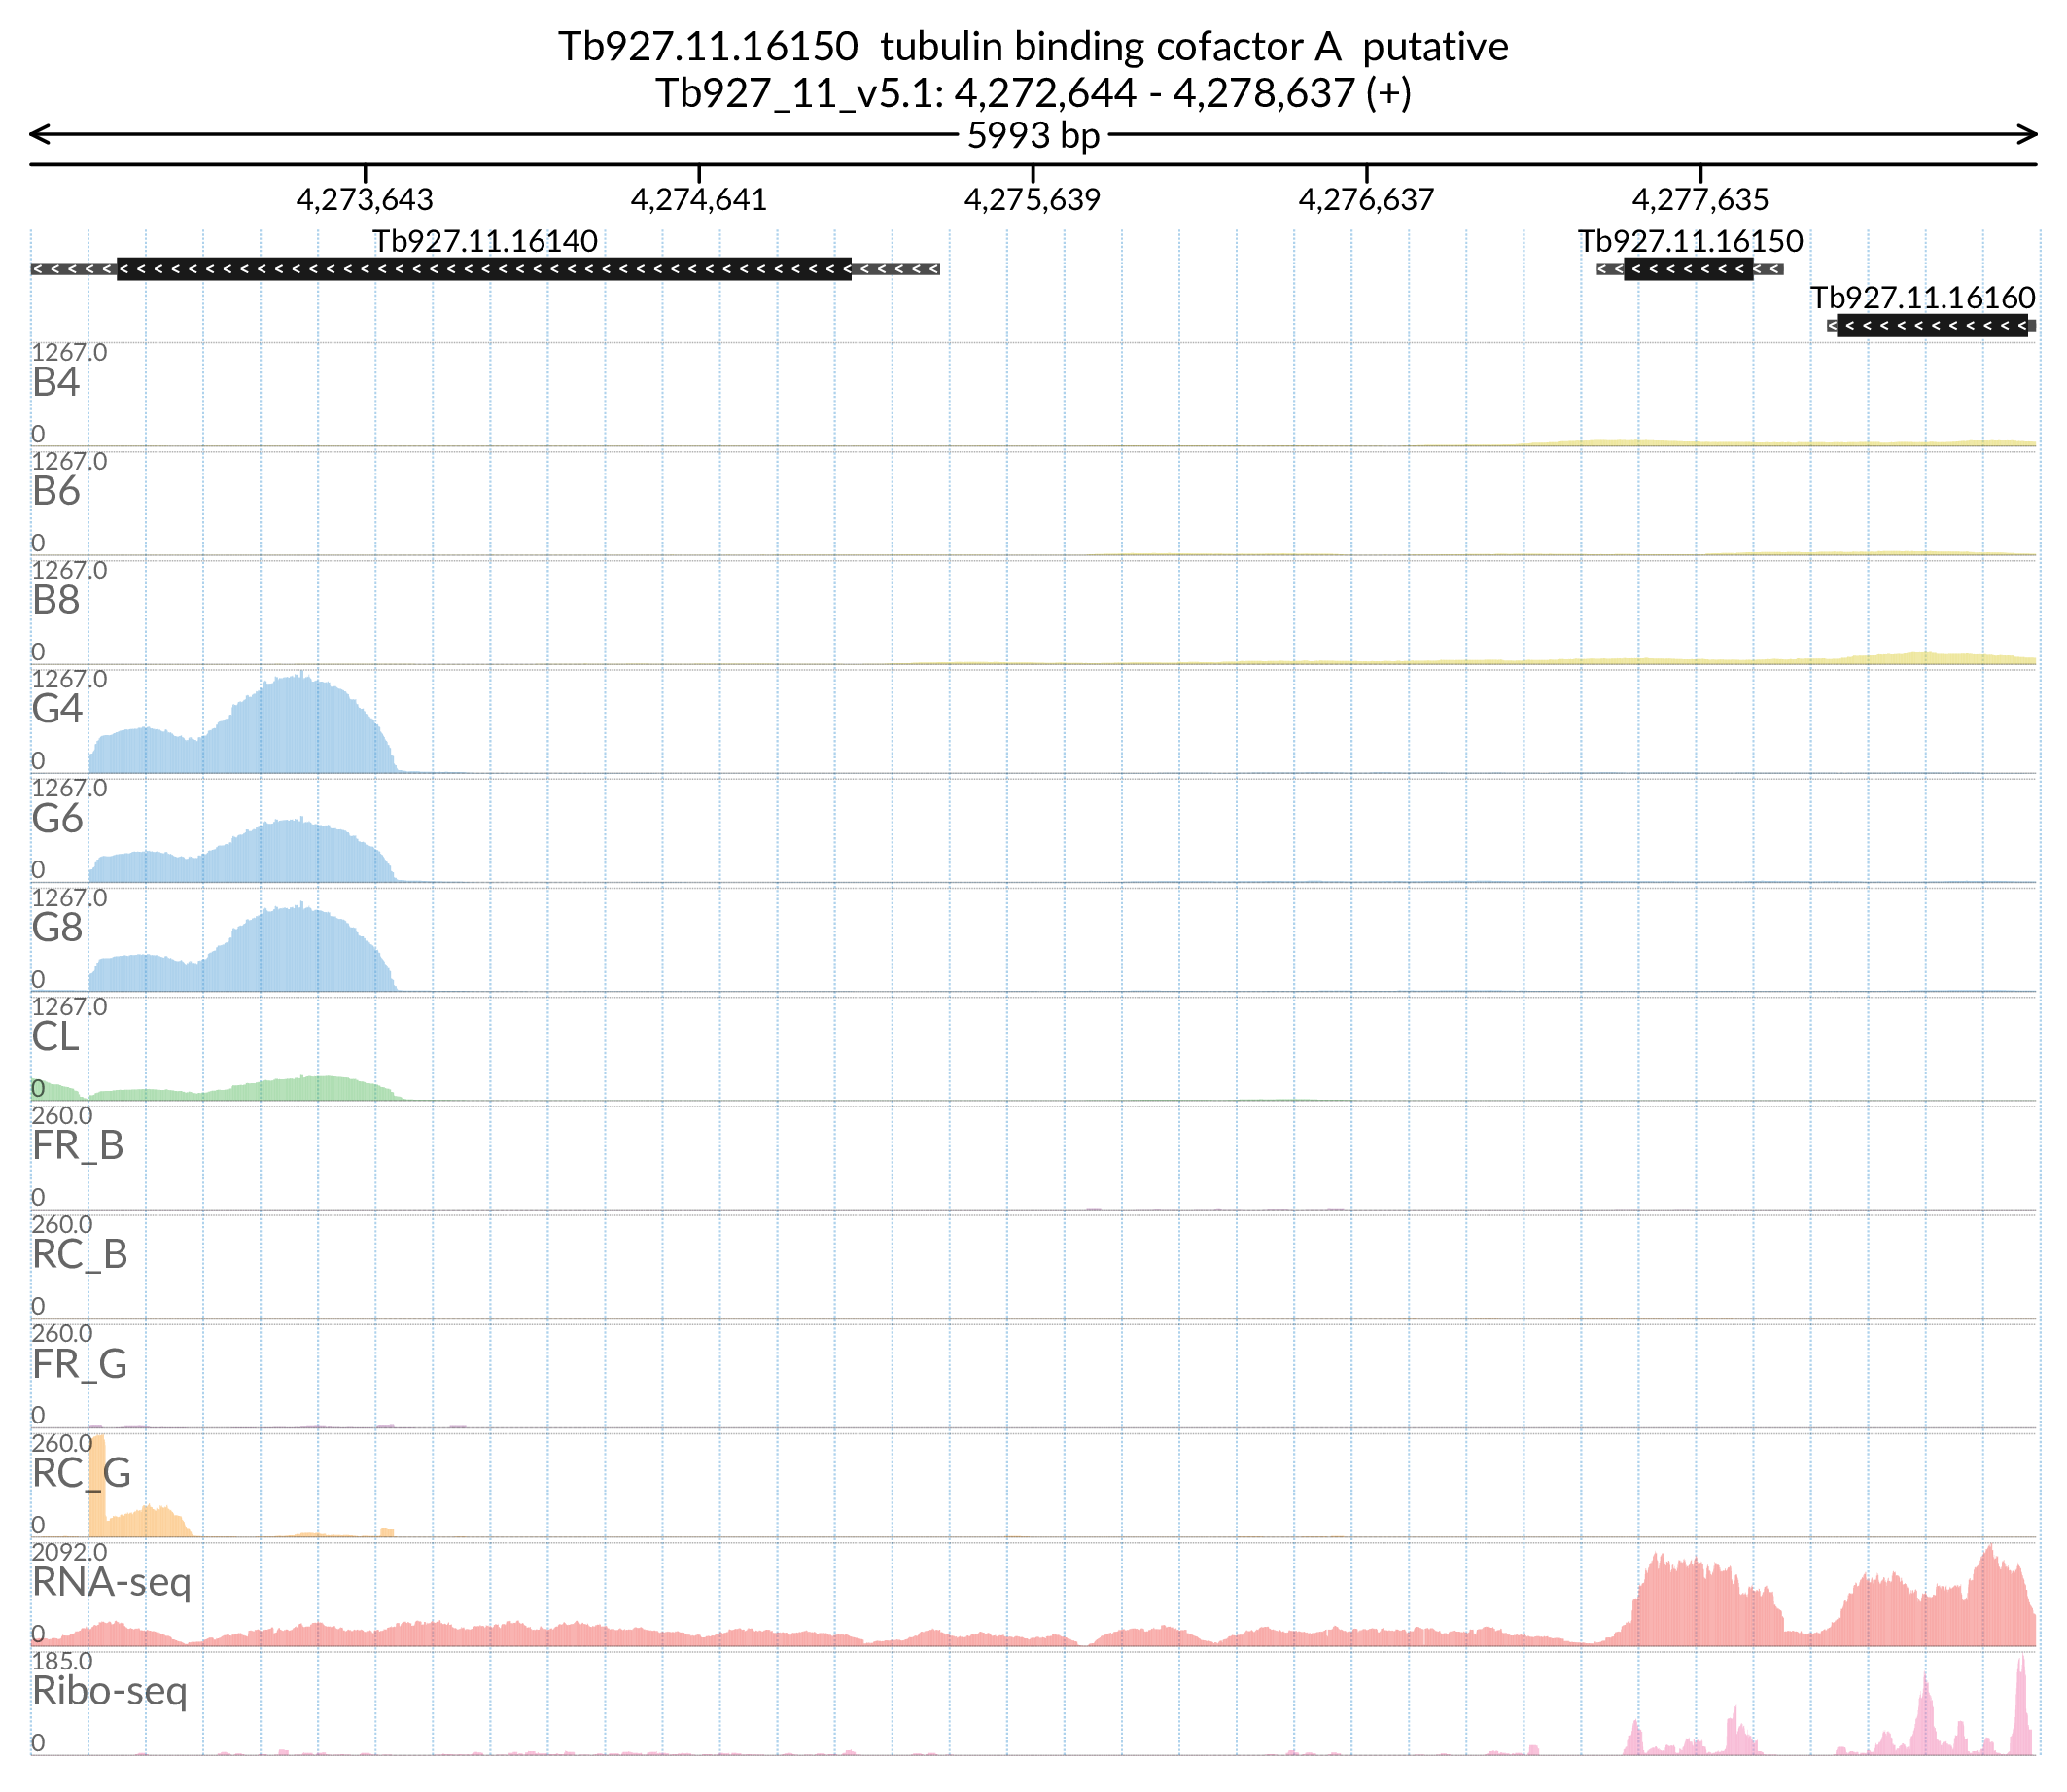 Tb927.11.16150  tubulin binding cofactor A  putative
Tb927_11_v5.1: 4,272,644 - 4,278,637 (+)
5993 bp
4,273,643 4,274,641 4,275,639 4,276,637 4,277,635
Tb927.11.16140 Tb927.11.16150
Tb927.11.16160
1267.0
B4
0
1267.0
B6
0
1267.0
B8
0
1267.0
G4
0
1267.0
G6
0
1267.0
G8
0
1267.0
CL
0
260.0
FR_B
0
260.0
RC_B
0
260.0
FR_G
0
260.0
RC_G
0
2092.0
RNA-seq
0
185.0
Ribo-seq
0